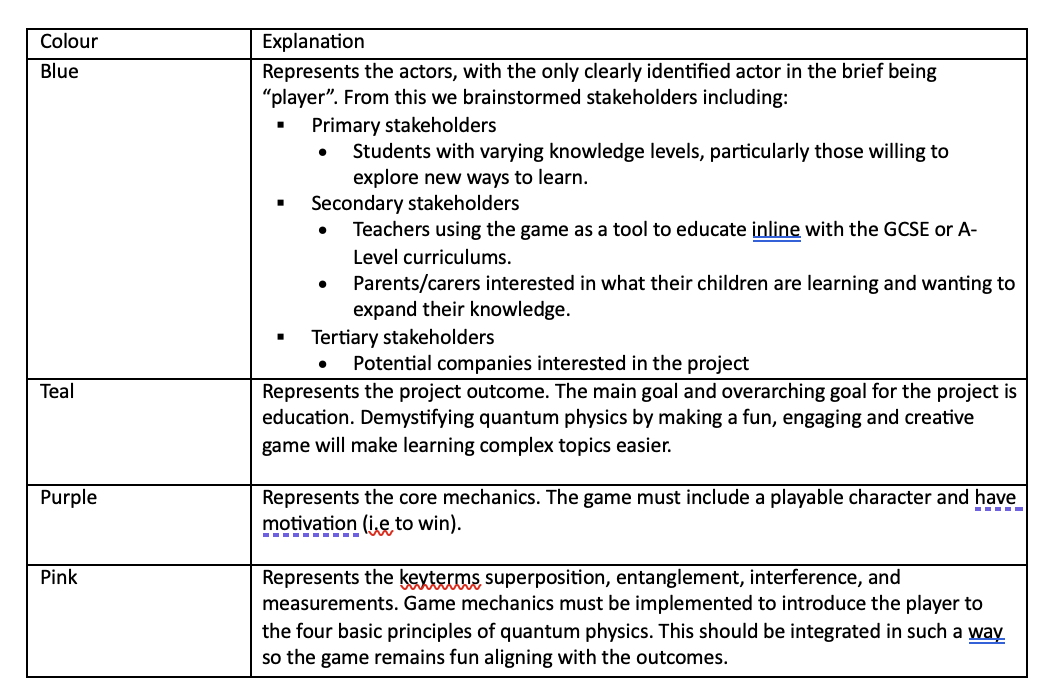 Colour Explanation
Blue Represents the actors, with the only clearly identified actor in the brief being
“player”. From this we brainstormed stakeholders including:
▪ Primary stakeholders
• Students with varying knowledge levels, particularly those willing to
explore new ways to learn.
▪ Secondary stakeholders
• Teachers using the game as a tool to educate inline with the GCSE or A-
Level curriculums.
• Parents/carers interested in what their children are learning and wanting to
expand their knowledge.
▪ Tertiary stakeholders
• Potential companies interested in the project
Teal Represents the project outcome. The main goal and overarching goal for the project is
education. Demystifying quantum physics by making a fun, engaging and creative
game will make learning complex topics easier.
Purple Represents the core mechanics. The game must include a playable character and have
motivation (i.e to win).
Pink Represents the keyterms superposition, entanglement, interference, and
measurements. Game mechanics must be implemented to introduce the player to
the four basic principles of quantum physics. This should be integrated in such a way
so the game remains fun aligning with the outcomes.